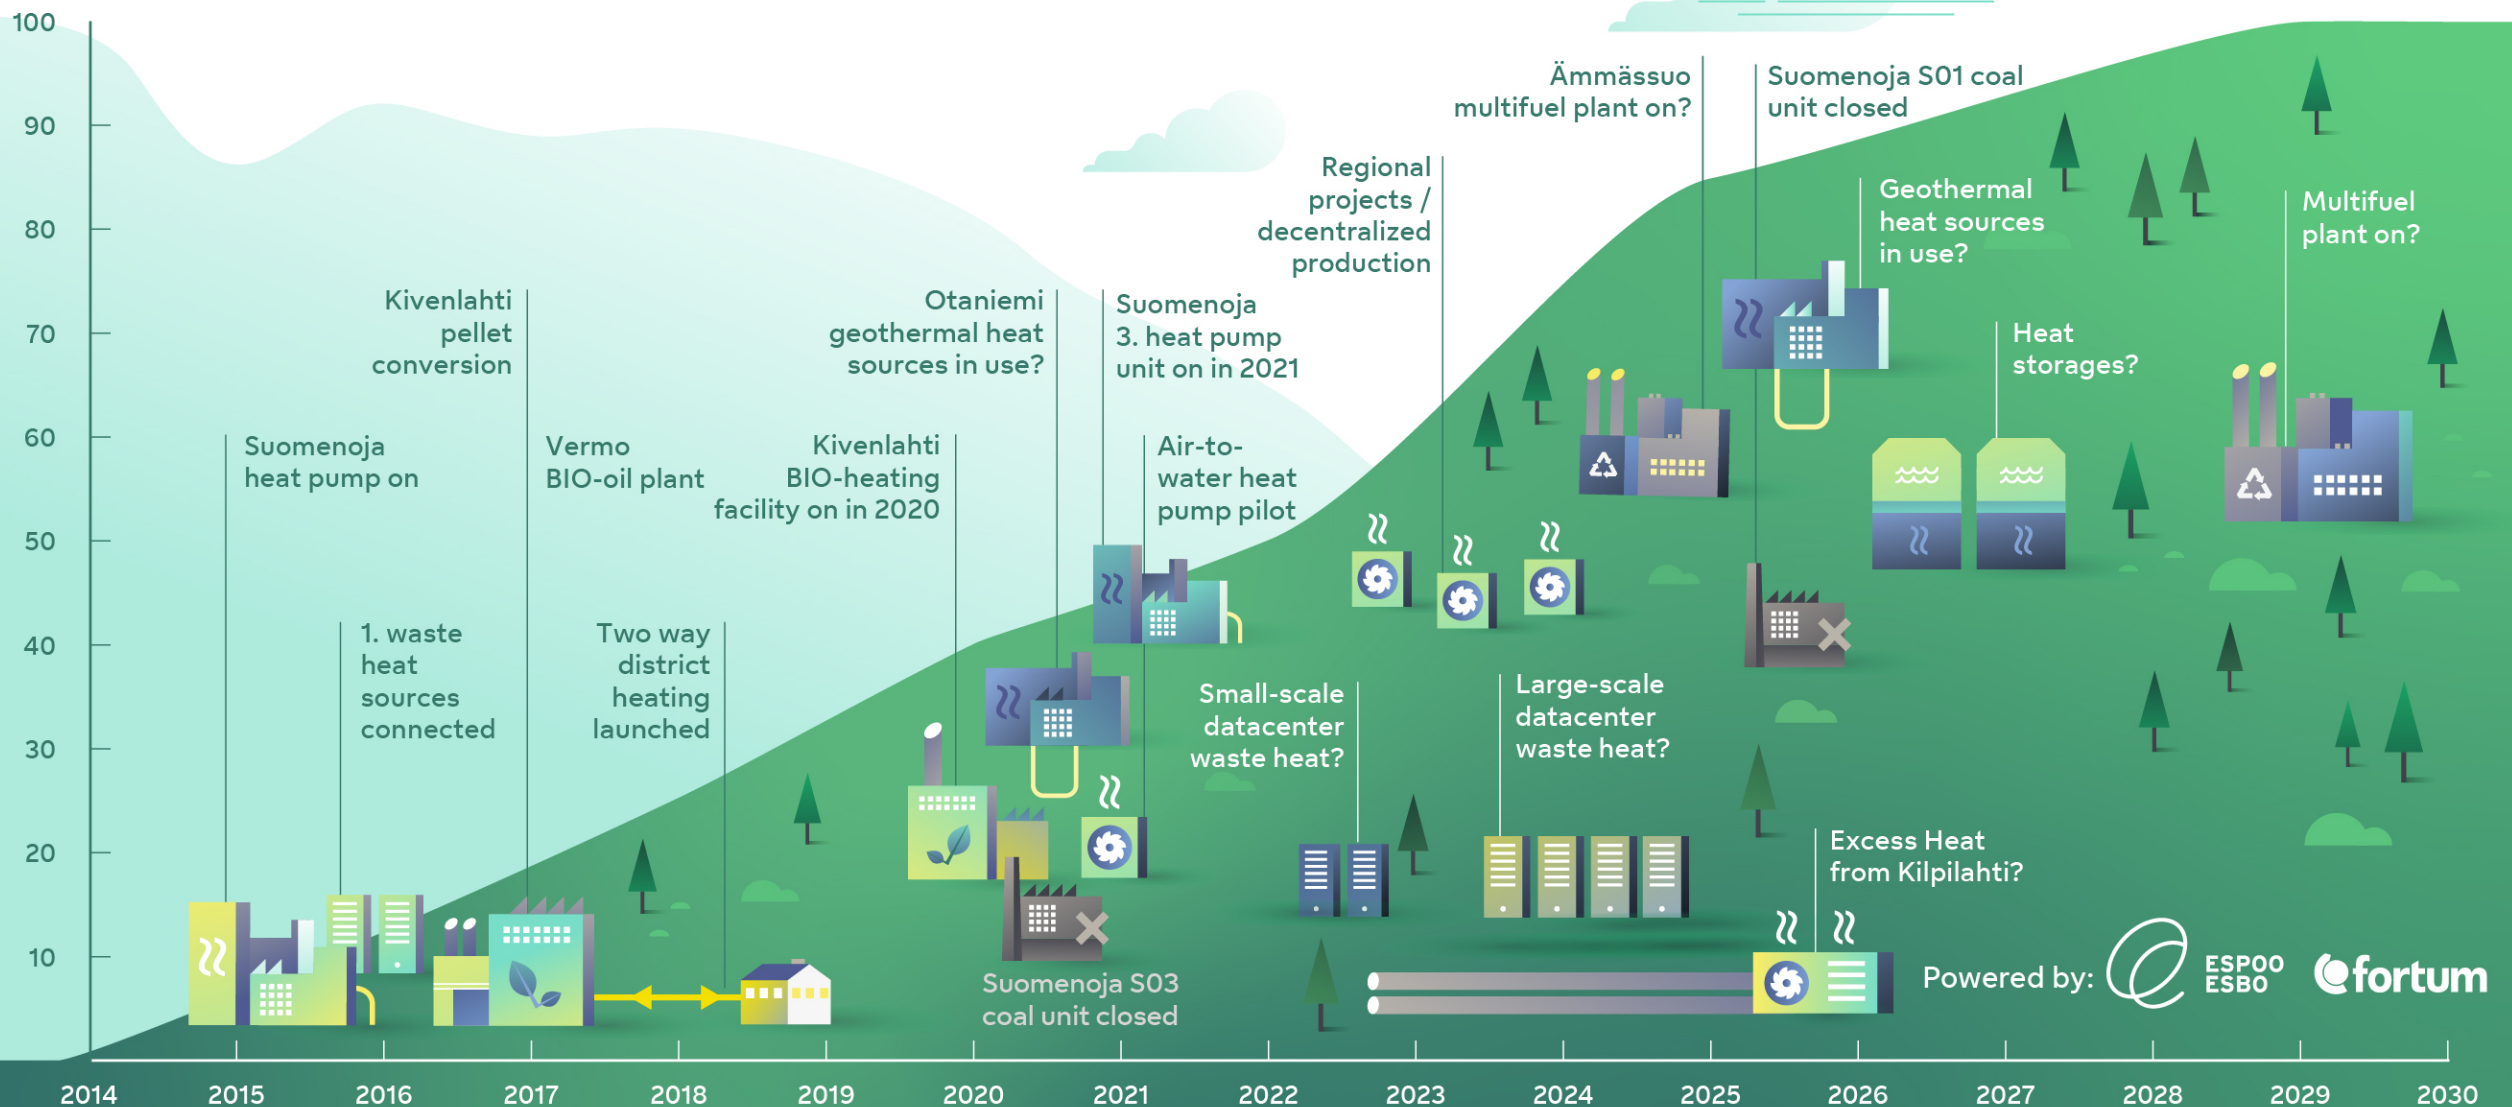 100
90
80
70
60
50
40
30
20
10
Suomenoja
heat pump on
1. waste
heat
sources
connected
Kivenlahti
pellet
conversion
Vermo
BIO-oil plant
Two way
district
heating
launched
Kivenlahti
BIO-heating
facility on in 2020
Otaniemi
geothermal heat
sources in use?
Suomenoja
3. heat pump
unit on in 2021
Air-to-
water heat
pump pilot
Suomenoja S03
coal unit closed
Small-scale
datacenter
waste heat?
Regional
projects /
decentralized
production
Large-scale
datacenter
waste heat?
Ämmässuo
multifuel plant on?
Suomenoja S01 coal
unit closed
Geothermal
heat sources
in use?
Heat
storages?
Multifuel
plant on?
Excess Heat
from Kilpilahti?
Powered by:
ESPOO
ESBO
fortum
2014
2015
2016
2017
2018
2019
2020
2021
2022
2023
2024
2025
2026
2027
2028
2029
2030